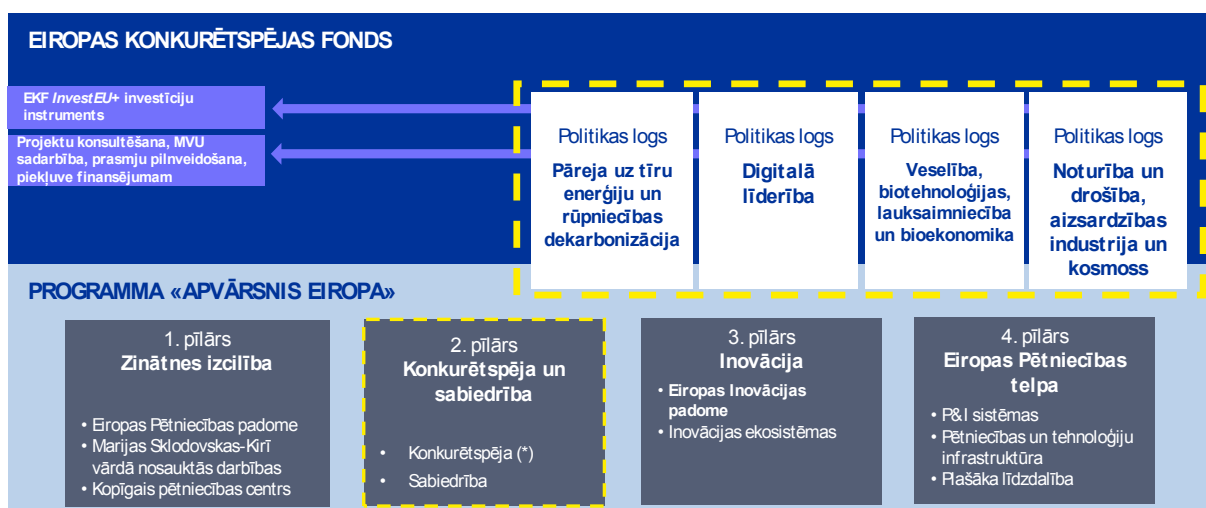 EIROPAS KONKURĒTSPĒJAS FONDS
EKF InvestEU+ investīciju
instruments
Projektu konsultēšana, MVU
sadarbība, prasmju pilnveidošana,
piekļuve finansējumam
Politikas logs
Pāreja uz tīru
enerģiju un
rūpniecības
dekarbonizācija
Politikas logs
Digitalā
līderība
Politikas logs
Veselība,
biotehnoloģijas,
lauksaimniecība
un bioekonomika
Politikas logs
Noturība un
drošība,
aizsardzības
industrija un
kosmoss
PROGRAMMA «APVĀRSNIS EIROPA»
1. pīlārs
Zinātnes izcilība
• Eiropas Pētniecības padome
• Marijas Sklodovskas-Kirī
vārdā nosauktās darbības
• Kopīgais pētniecības centrs
2. pīlārs
Konkurētspēja un
sabiedrība
• Konkurētspēja (*)
• Sabiedrība
3. pīlārs
Inovācija
• Eiropas Inovācijas
padome
• Inovācijas ekosistēmas
4. pīlārs
Eiropas Pētniecības
telpa
• P&I sistēmas
• Pētniecības un tehnoloģiju
infrastruktūra
• Plašāka līdzdalība